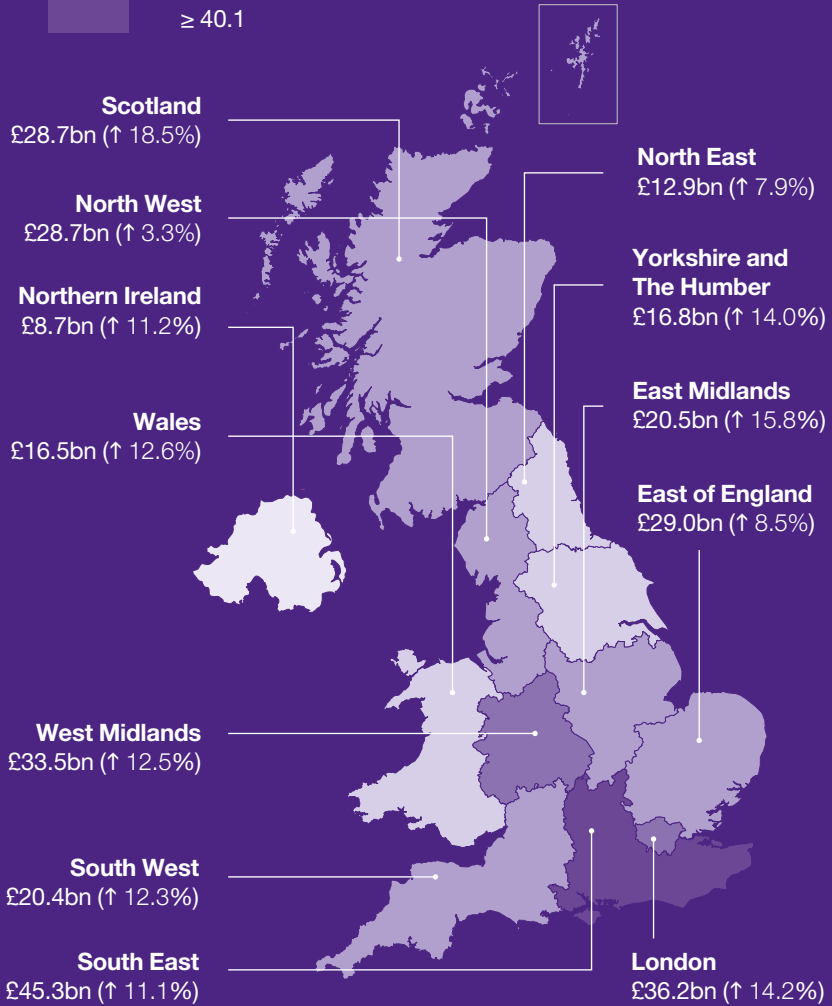 ≥ 40.1
Scotland
£28.7bn (↑ 18.5%)
North West
£28.7bn (↑ 3.3%)
Northern Ireland
£8.7bn (↑ 11.2%)
Wales
£16.5bn (↑ 12.6%)
West Midlands
£33.5bn (↑ 12.5%)
South West
£20.4bn (↑ 12.3%)
South East
£45.3bn (↑ 11.1%)
North East
£12.9bn (↑ 7.9%)
Yorkshire and
The Humber
£16.8bn (↑ 14.0%)
East Midlands
£20.5bn (↑ 15.8%)
East of England
£29.0bn (↑ 8.5%)
London
£36.2bn (↑ 14.2%)